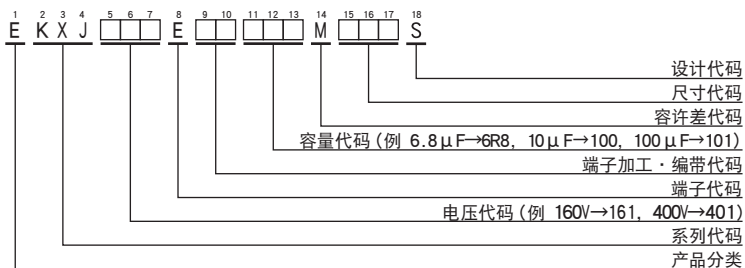 1 2 3 4 5 6 7 8 9 10 11 12 13 14 15 16 17 18
E K X J □□□ E □□ □□□ M □□□ S
设计代码
尺寸代码
容许差代码
容量代码(例 6.8μF→6R8, 10μF→100, 100μF→101)
端子加工・编带代码
端子代码
电压代码(例 160V→161, 400V→401)
系列代码
产品分类